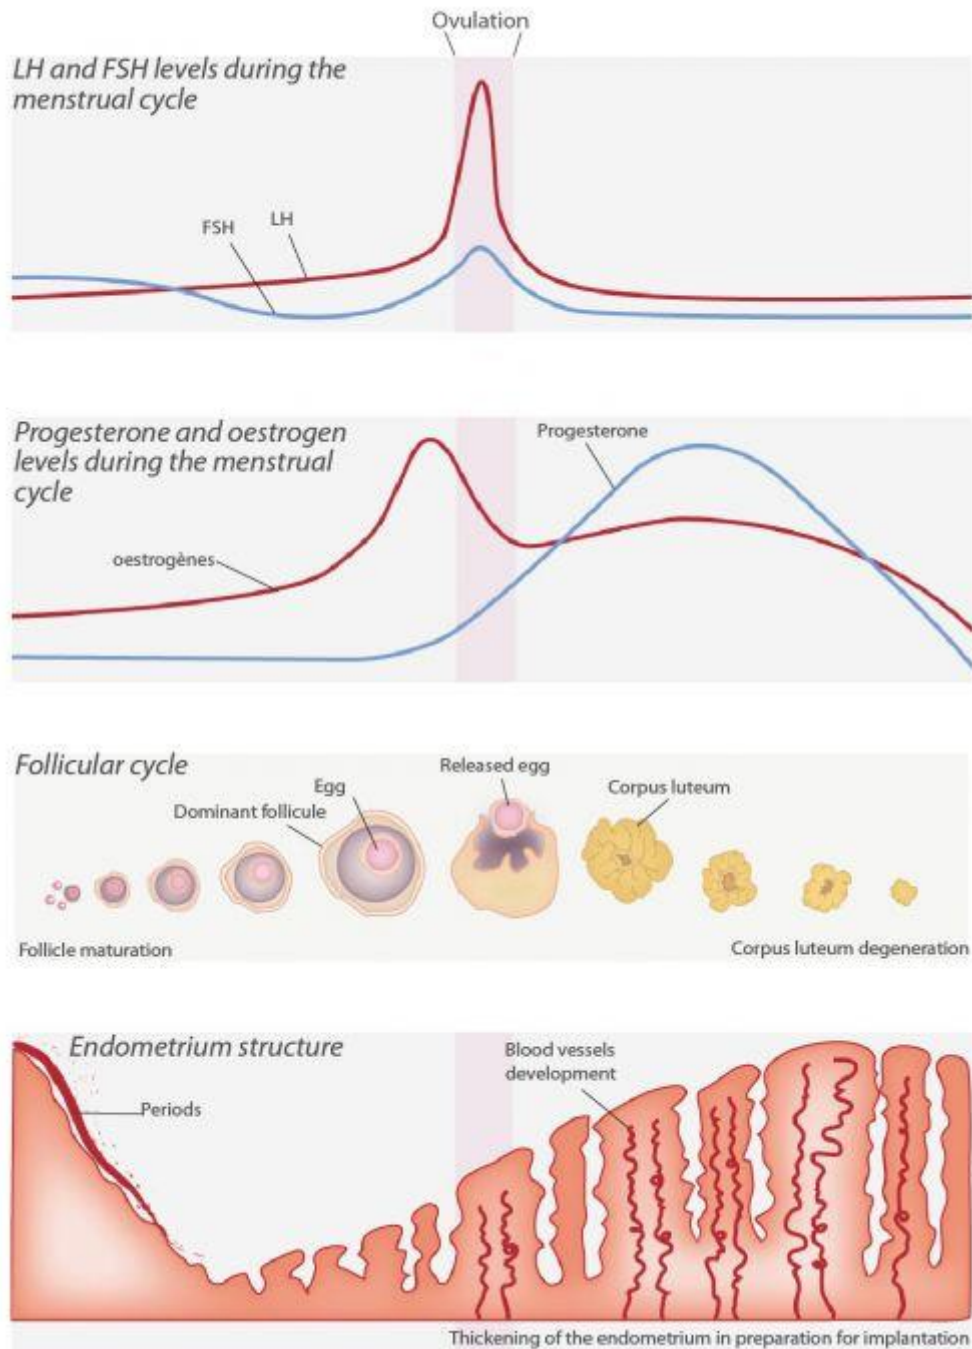 Ovulation
LH and FSH levels during the
menstrual cycle
LH
FSH
Progesterone and oestrogen
levels during the menstrual
cycle
Progesterone
oestrogènes
Follicular cycle
Released egg
Egg
Corpus luteum
Dominant follicule
Follicle maturation
Corpus luteum degeneration
Endometrium structure
Blood vessels
development
Periods
Thickening of the endometrium in preparation for implantation